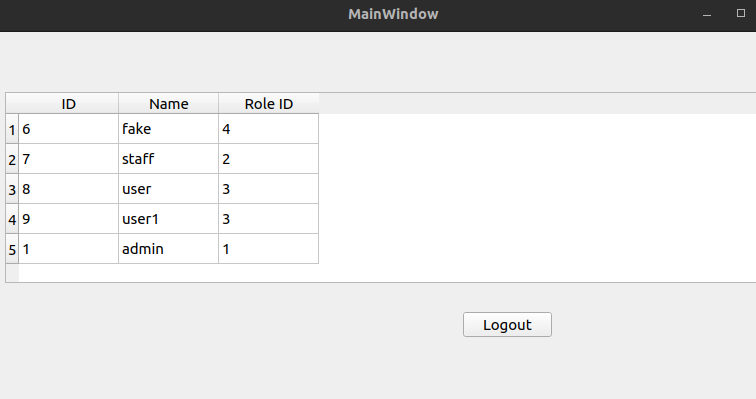 MainWindow
ID Name Role ID
1 6 fake 4
2 7 staff 2
3 8 user 3
4 9 user1 3
5 1 admin 1
Logout